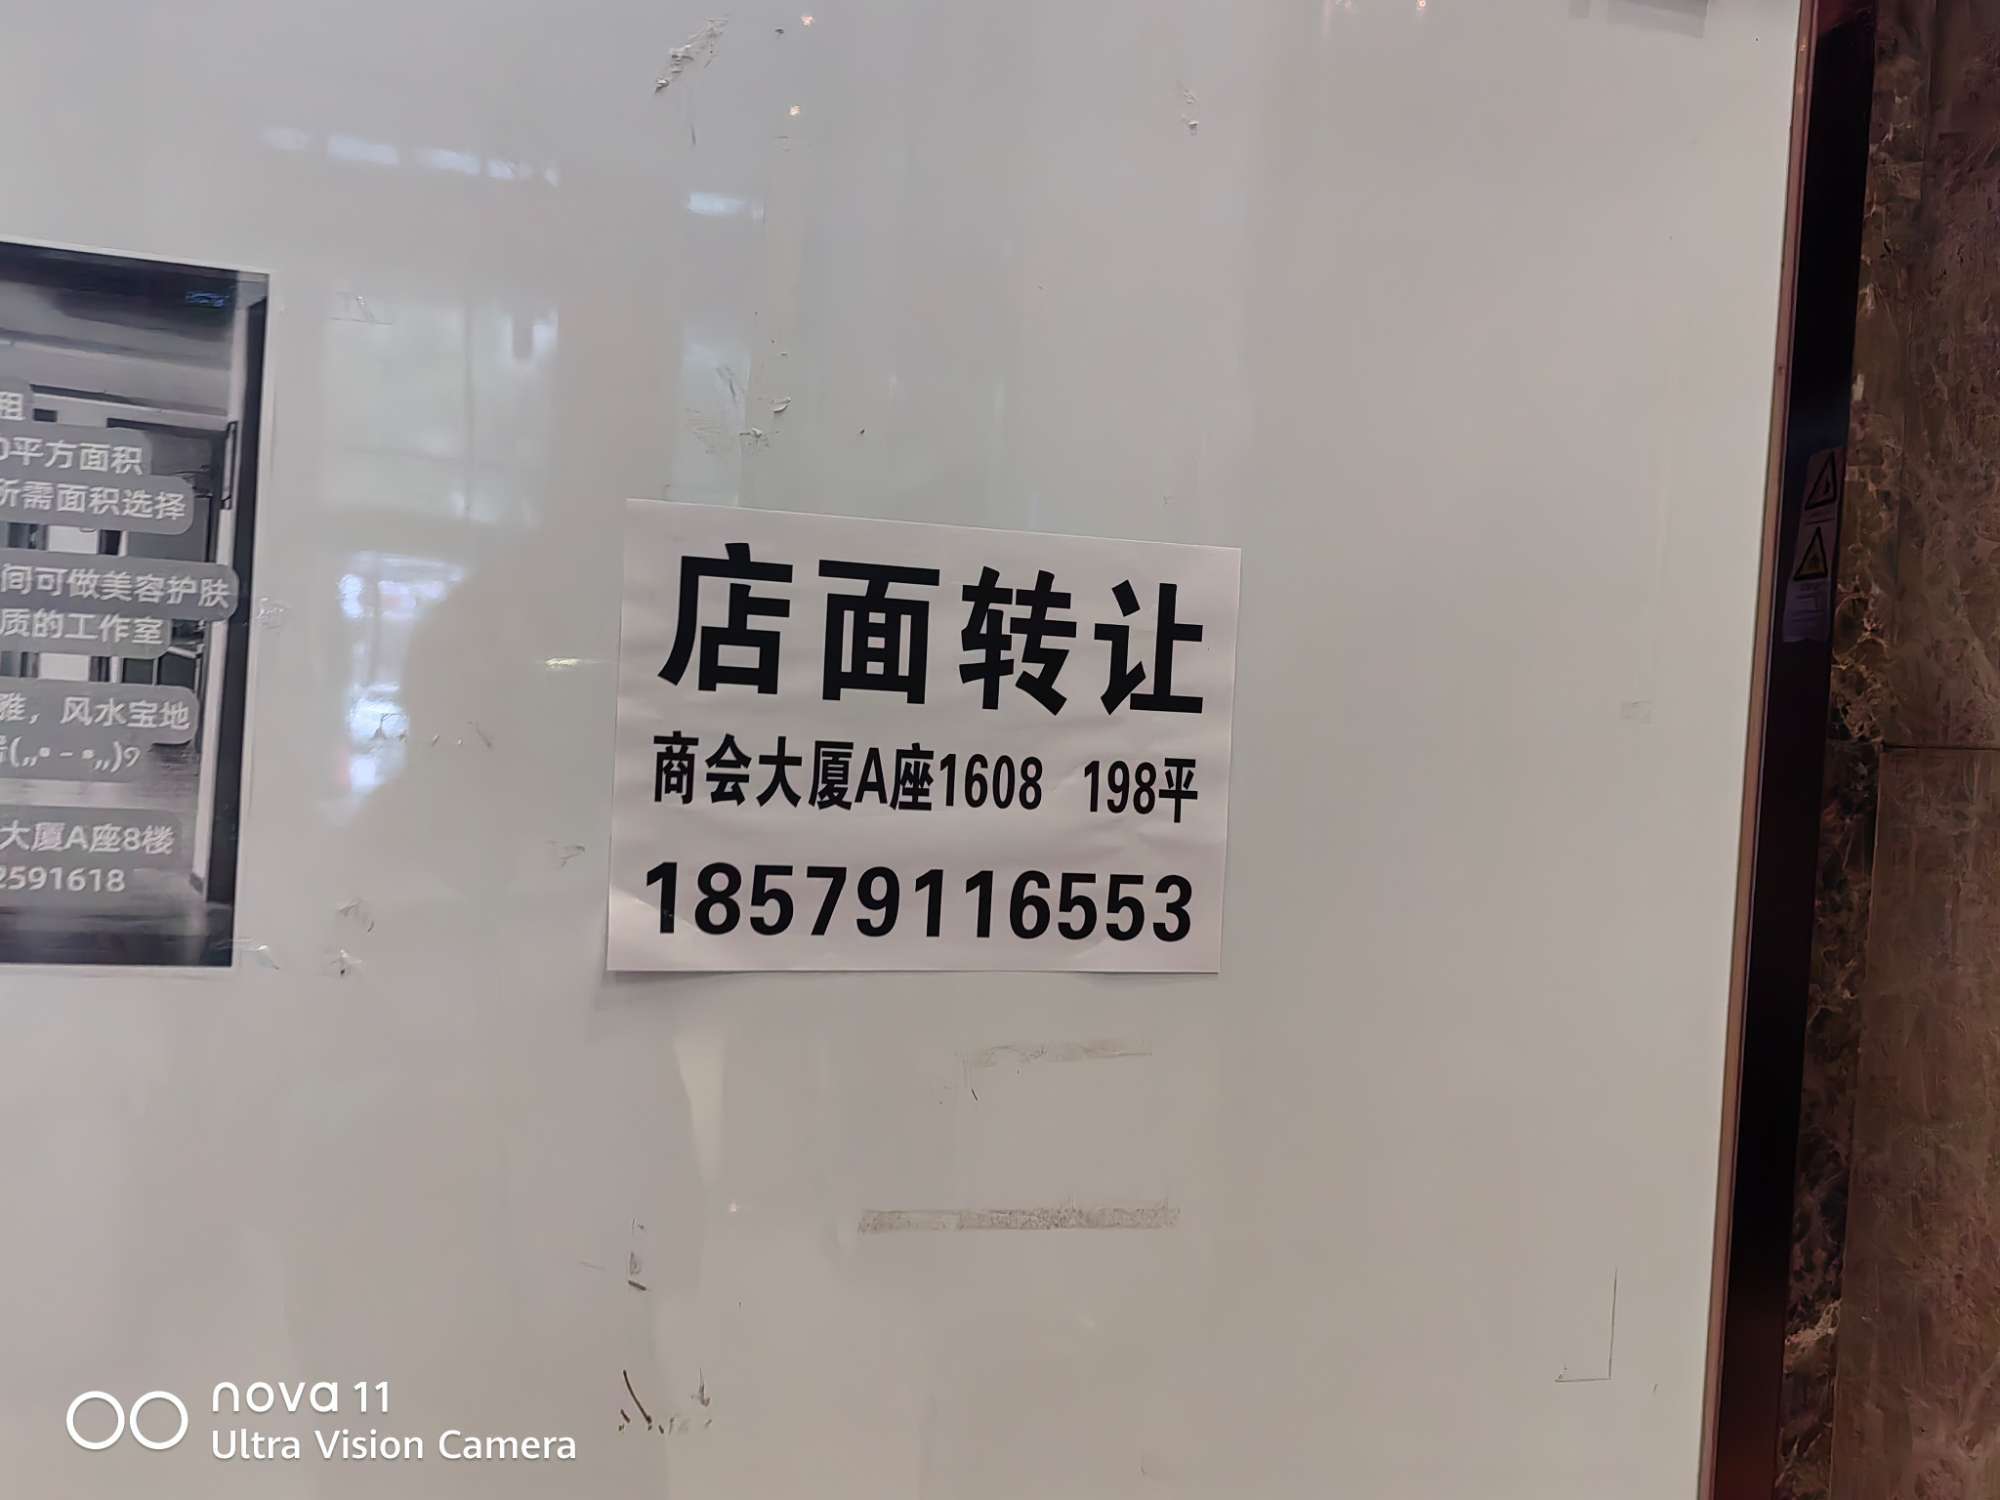 租
0平方面积
所需面积选择
间可做美容护肤
质的工作室
雅，风水宝地
(„• - •„)و
大厦A座8楼
2591618
店面转让
商会大厦A座1608 198平
18579116553
nova 11
Ultra Vision Camera